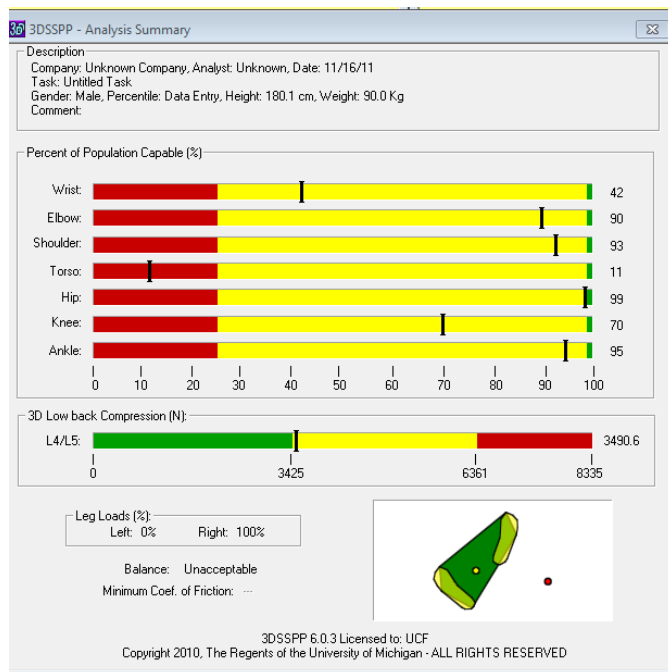 3D 3DSSPP - Analysis Summary
Description
Company: Unknown Company, Analyst: Unknown, Date: 11/16/11
Task: Untitled Task
Gender: Male, Percentile: Data Entry, Height: 180.1 cm, Weight: 90.0 Kg
Comment:
Percent of Population Capable (%)
Wrist: 42
Elbow: 90
Shoulder: 93
Torso: 11
Hip: 99
Knee: 70
Ankle: 95
0 10 20 30 40 50 60 70 80 90 100
3D Low back Compression (N):
L4/L5: 3490.6
0 3425 6361 8335
Leg Loads (%):
Left: 0% Right: 100%
Balance: Unacceptable
Minimum Coef. of Friction: ---
3DSSPP 6.0.3 Licensed to: UCF
Copyright 2010, The Regents of the University of Michigan - ALL RIGHTS RESERVED